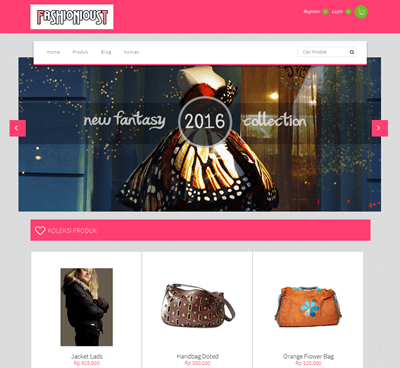 FASHIONIOUST
Register Login
Home Produk Blog Kontak Cari Produk
new fantasy 2016 collection
KOLEKSI PRODUK
Jacket Lads Handbag Doted Orange Flower Bag
Rp 925.000 Rp 350.000 Rp 120.000